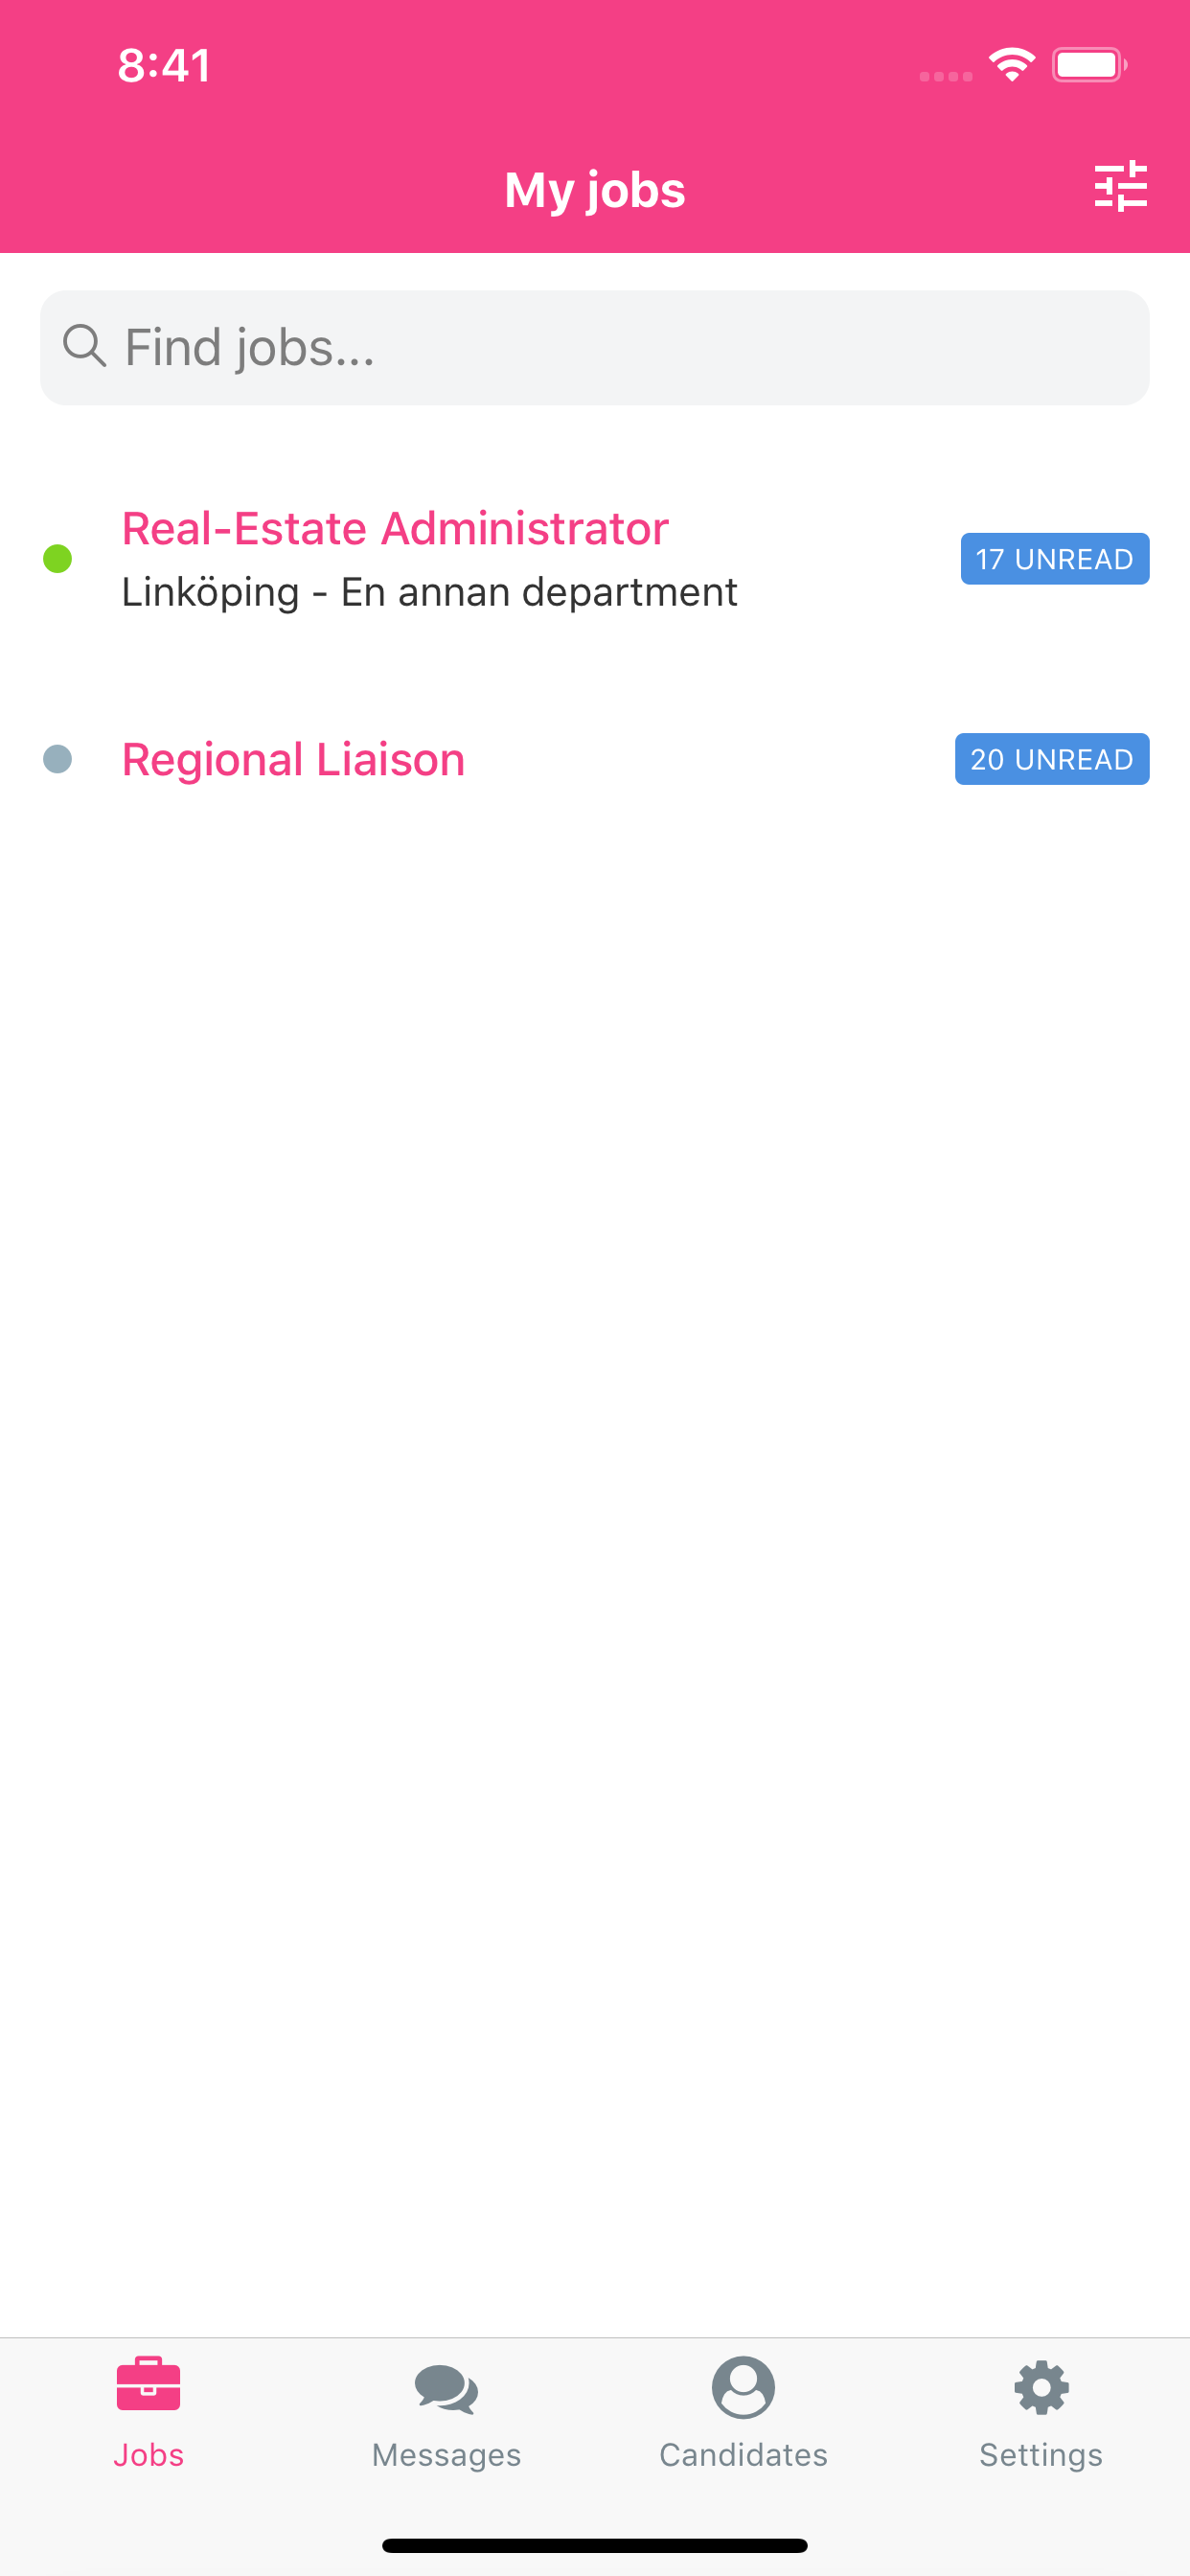 8:41
My jobs
Find jobs...
Real-Estate Administrator
Linköping - En annan department
17 UNREAD
Regional Liaison
20 UNREAD
Jobs
Messages
Candidates
Settings